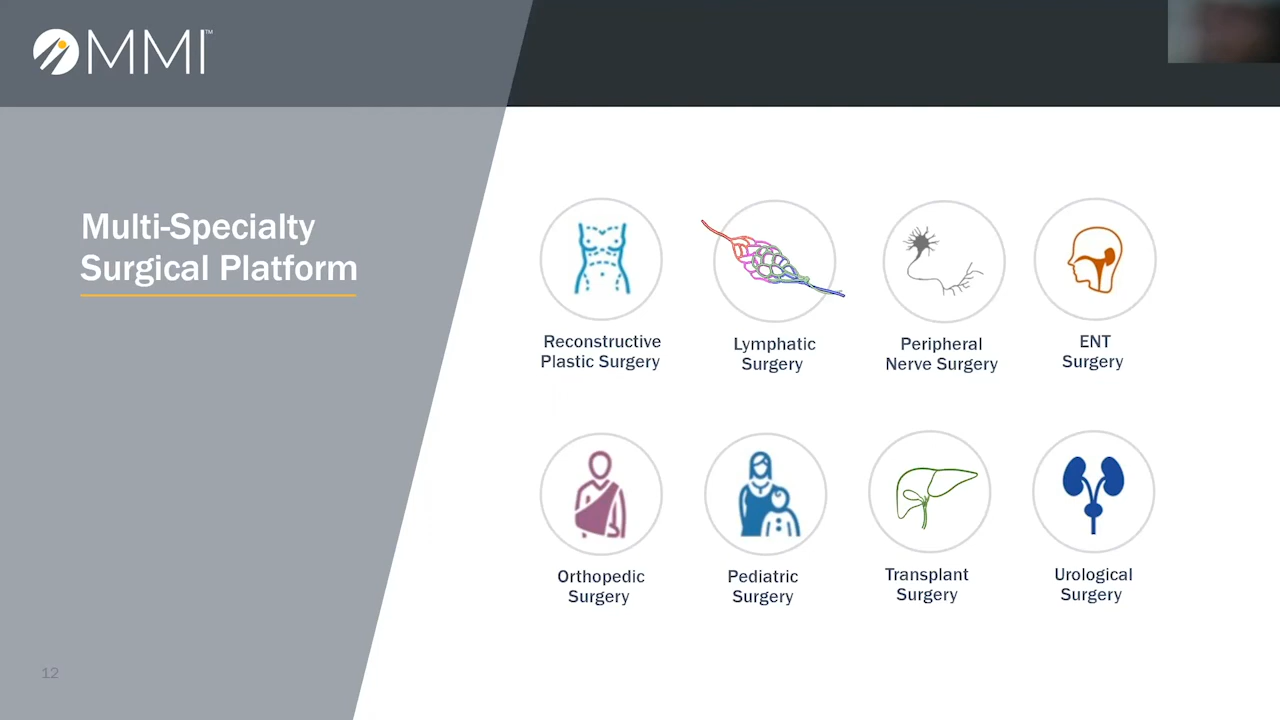 MMI™
Multi-Specialty
Surgical Platform
Reconstructive
Plastic Surgery
Lymphatic
Surgery
Peripheral
Nerve Surgery
ENT
Surgery
Orthopedic
Surgery
Pediatric
Surgery
Transplant
Surgery
Urological
Surgery
12